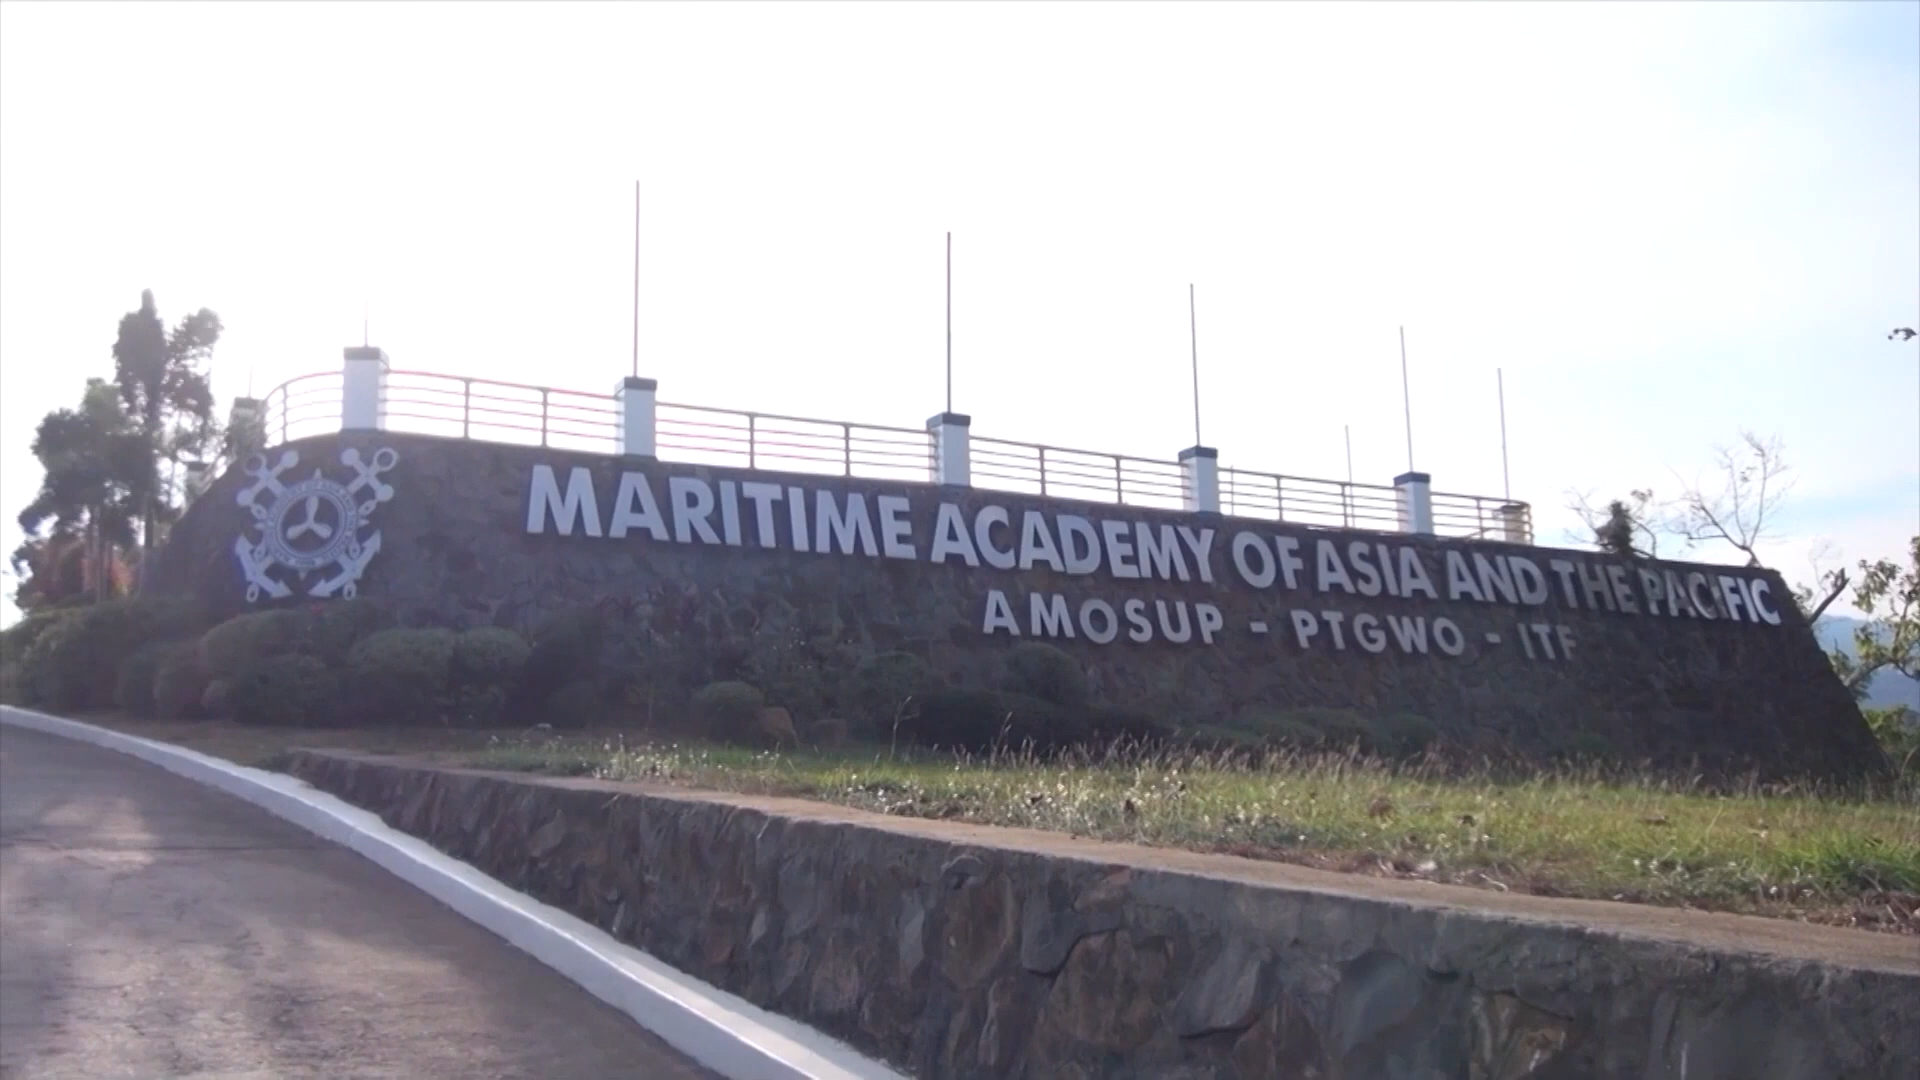 MARITIME ACADEMY OF ASIA AND THE PACIFIC
AMOSUP - PTGWO - ITF